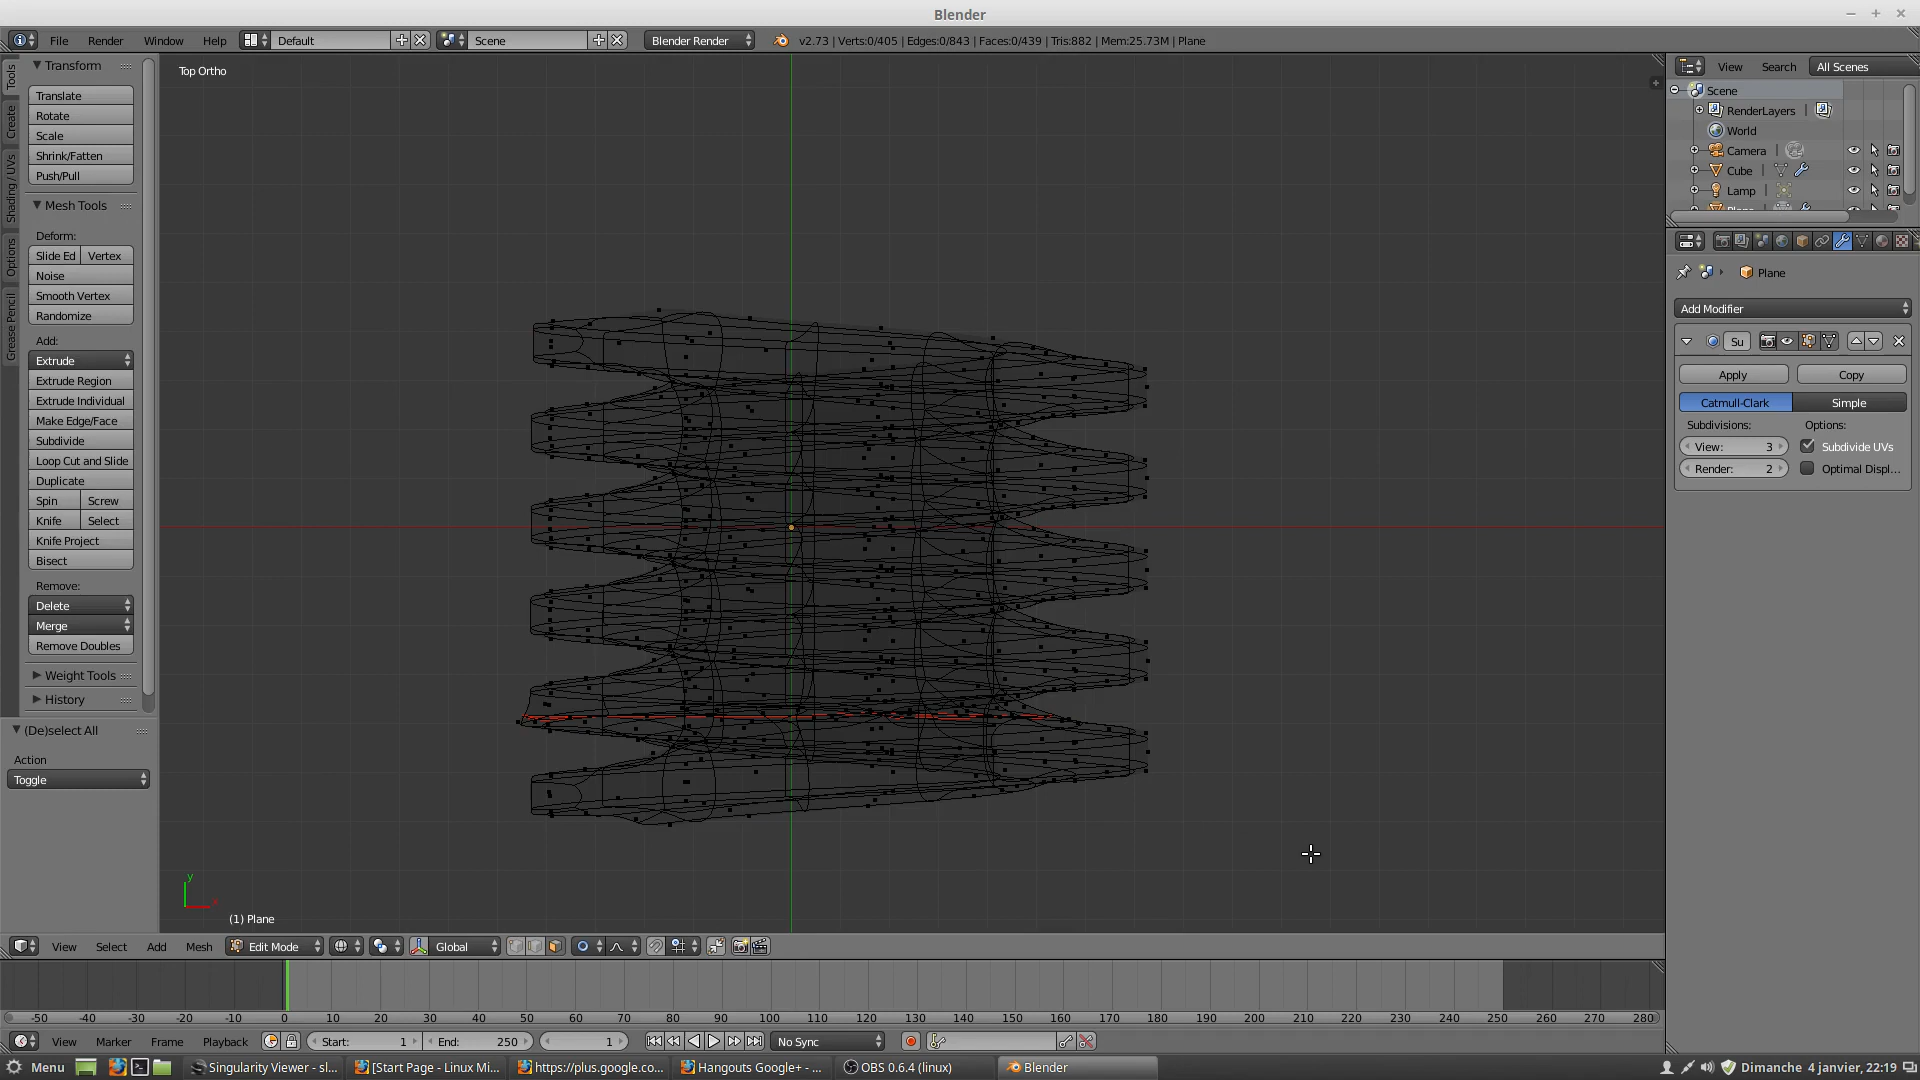 Blender
File Render Window Help Default Scene Blender Render v2.73 | Verts:0/405 | Edges:0/843 | Faces:0/439 | Tris:882 | Mem:25.73M | Plane
Tools
Create
Shading / UVs
Options
Grease Pencil
Transform
Translate
Rotate
Scale
Shrink/Fatten
Push/Pull
Mesh Tools
Deform:
Slide Ed Vertex
Noise
Smooth Vertex
Randomize
Add:
Extrude
Extrude Region
Extrude Individual
Make Edge/Face
Subdivide
Loop Cut and Slide
Duplicate
Spin Screw
Knife Select
Knife Project
Bisect
Remove:
Delete
Merge
Remove Doubles
Weight Tools
History
(De)select All
Action
Toggle
Top Ortho
y
x
(1) Plane
View Search All Scenes
Scene
RenderLayers |
World
Camera |
Cube |
Lamp |
Plane
Plane
Add Modifier
Su
Apply Copy
Catmull-Clark Simple
Subdivisions: Options:
View: 3 Subdivide UVs
Render: 2 Optimal Displ...
View Select Add Mesh Edit Mode Global
-50 -40 -30 -20 -10 0 10 20 30 40 50 60 70 80 90 100 110 120 130 140 150 160 170 180 190 200 210 220 230 240 250 260 270 280
View Marker Frame Playback Start: 1 End: 250 1 No Sync
Menu Singularity Viewer - sl... [Start Page - Linux Mi... https://plus.google.co... Hangouts Google+ - ... OBS 0.6.4 (linux) Blender Dimanche 4 janvier, 22:19